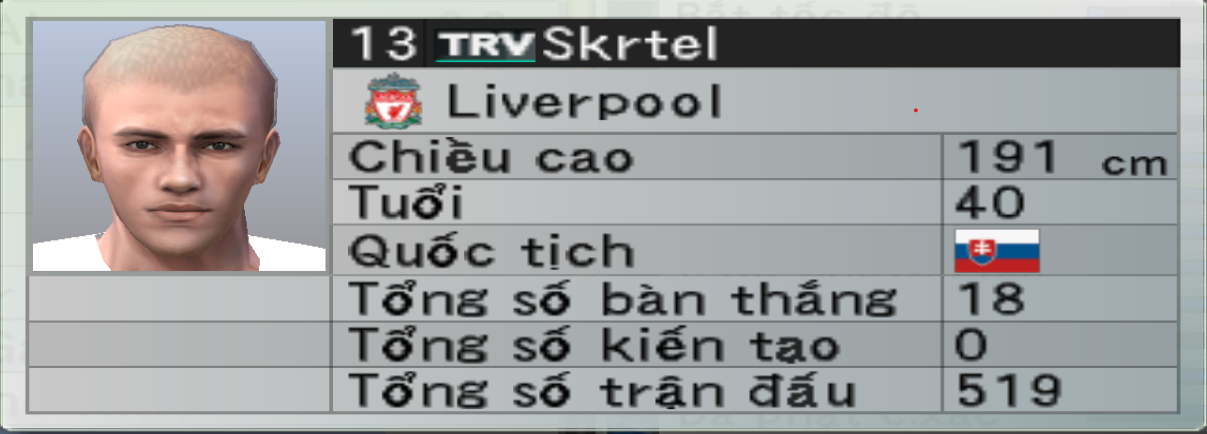 13 TRV Skrtel
Liverpool
Chiều cao 191 cm
Tuổi 40
Quốc tịch
Tổng số bàn thắng 18
Tổng số kiến tạo 0
Tổng số trận đấu 519